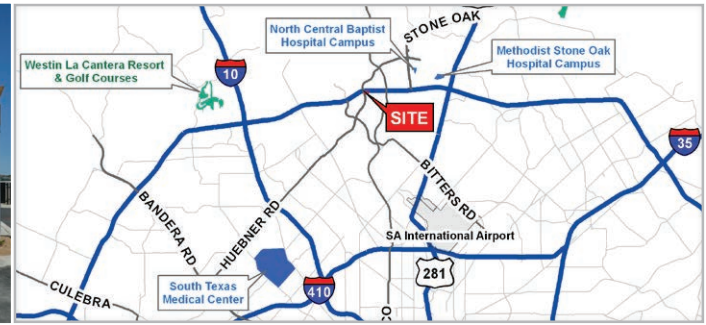 North Central Baptist
Hospital Campus
STONE OAK
Methodist Stone Oak
Hospital Campus
Westin La Cantera Resort
& Golf Courses
10
SITE
35
BITTERS RD
BANDERA RD
HUEBNER RD
SA International Airport
281
South Texas
Medical Center
410
CULEBRA
CO